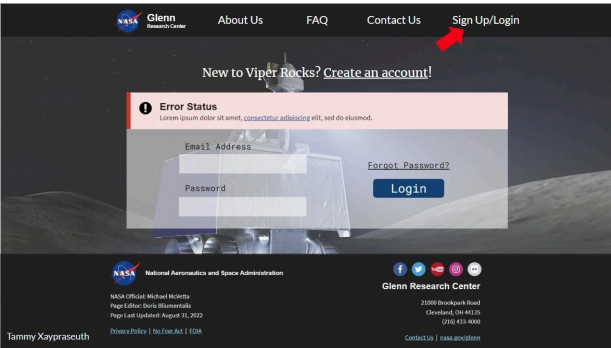 NASA
Glenn
Research Center
About Us
FAQ
Contact Us
Sign Up/Login
New to Viper Rocks? Create an account!
Error Status
Lorem ipsum dolor sit amet, consectetur adipiscing elit, sed do eiusmod.
Email Address
Forgot Password?
Password
Login
NASA
National Aeronautics and Space Administration
NASA Official: Michael McVetta
Page Editor: Doris Bliumentalis
Page Last Updated: August 31, 2022
Privacy Policy | No Fear Act | FOIA
Glenn Research Center
21000 Brookpark Road
Cleveland, OH 44135
(216) 433-4000
Contact Us | nasa.gov/glenn
Tammy Xaypraseuth